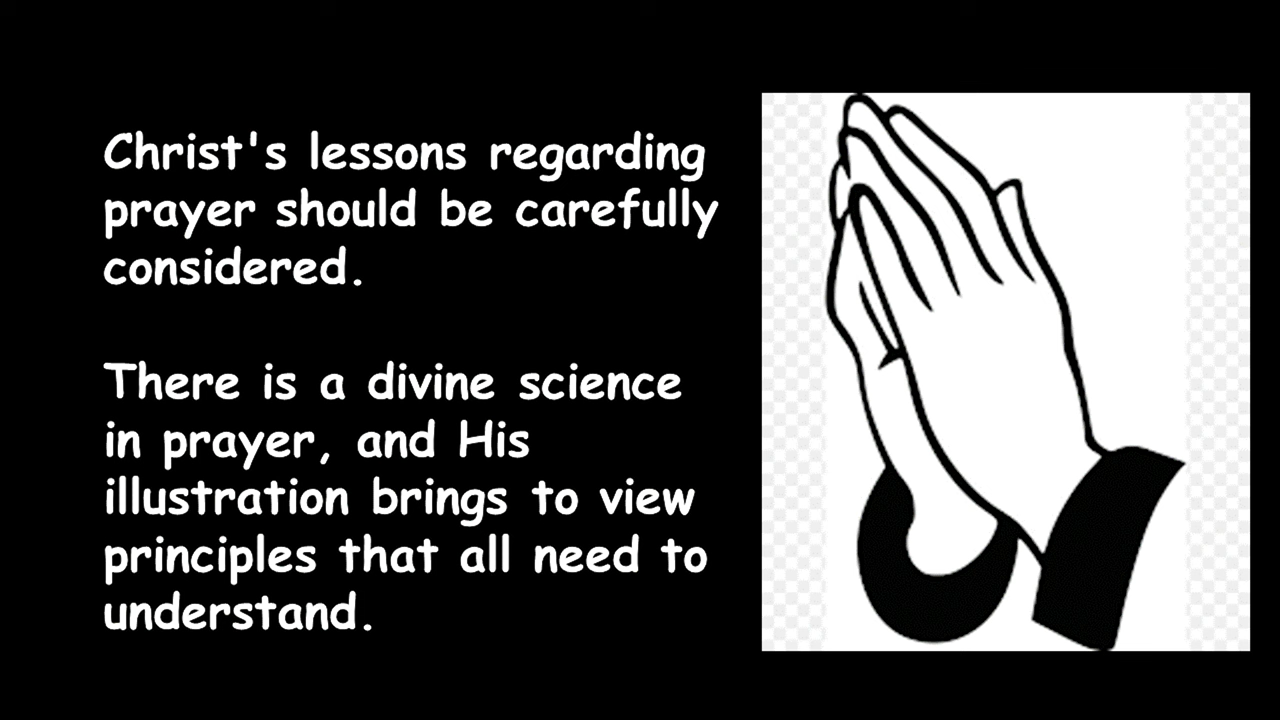 Christ's lessons regarding
prayer should be carefully
considered.
There is a divine science
in prayer, and His
illustration brings to view
principles that all need to
understand.